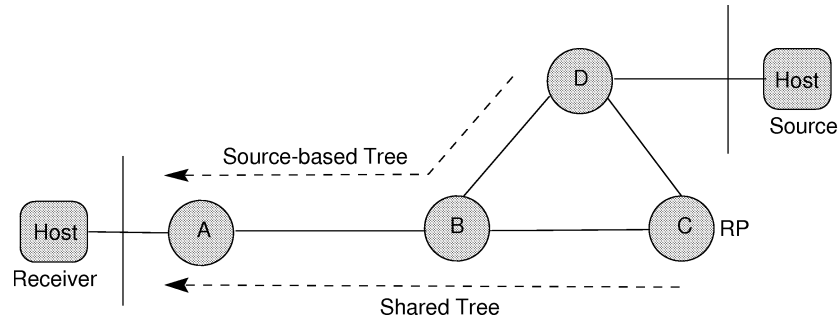 D
Host
Source
Source-based Tree
Host
Receiver
A
B
C
RP
Shared Tree